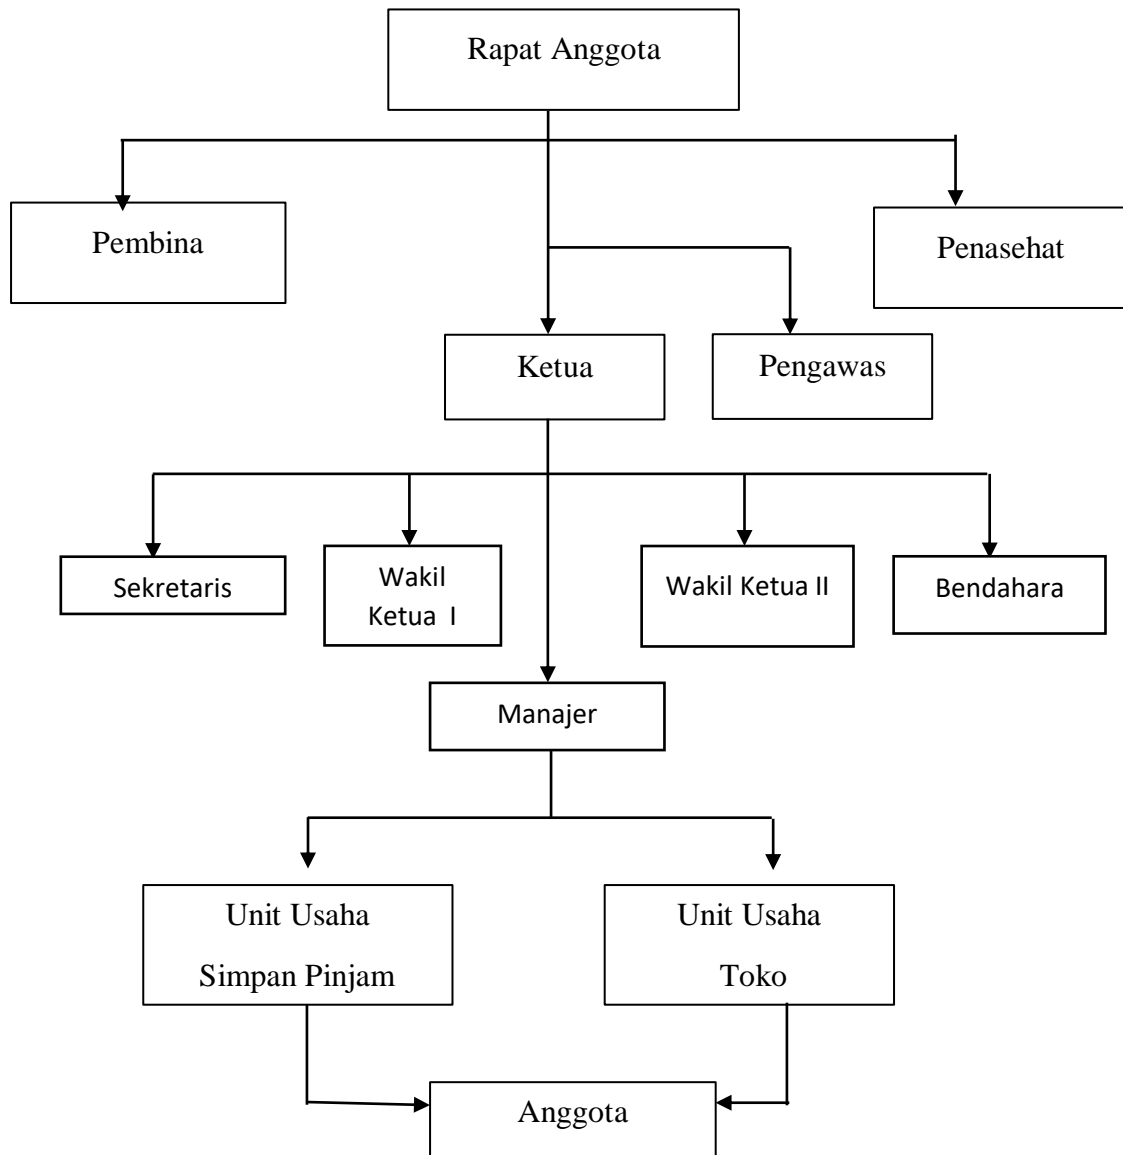 Rapat Anggota
Pembina
Penasehat
Ketua
Pengawas
Sekretaris
Wakil
Ketua I
Wakil Ketua II
Bendahara
Manajer
Unit Usaha
Simpan Pinjam
Unit Usaha
Toko
Anggota